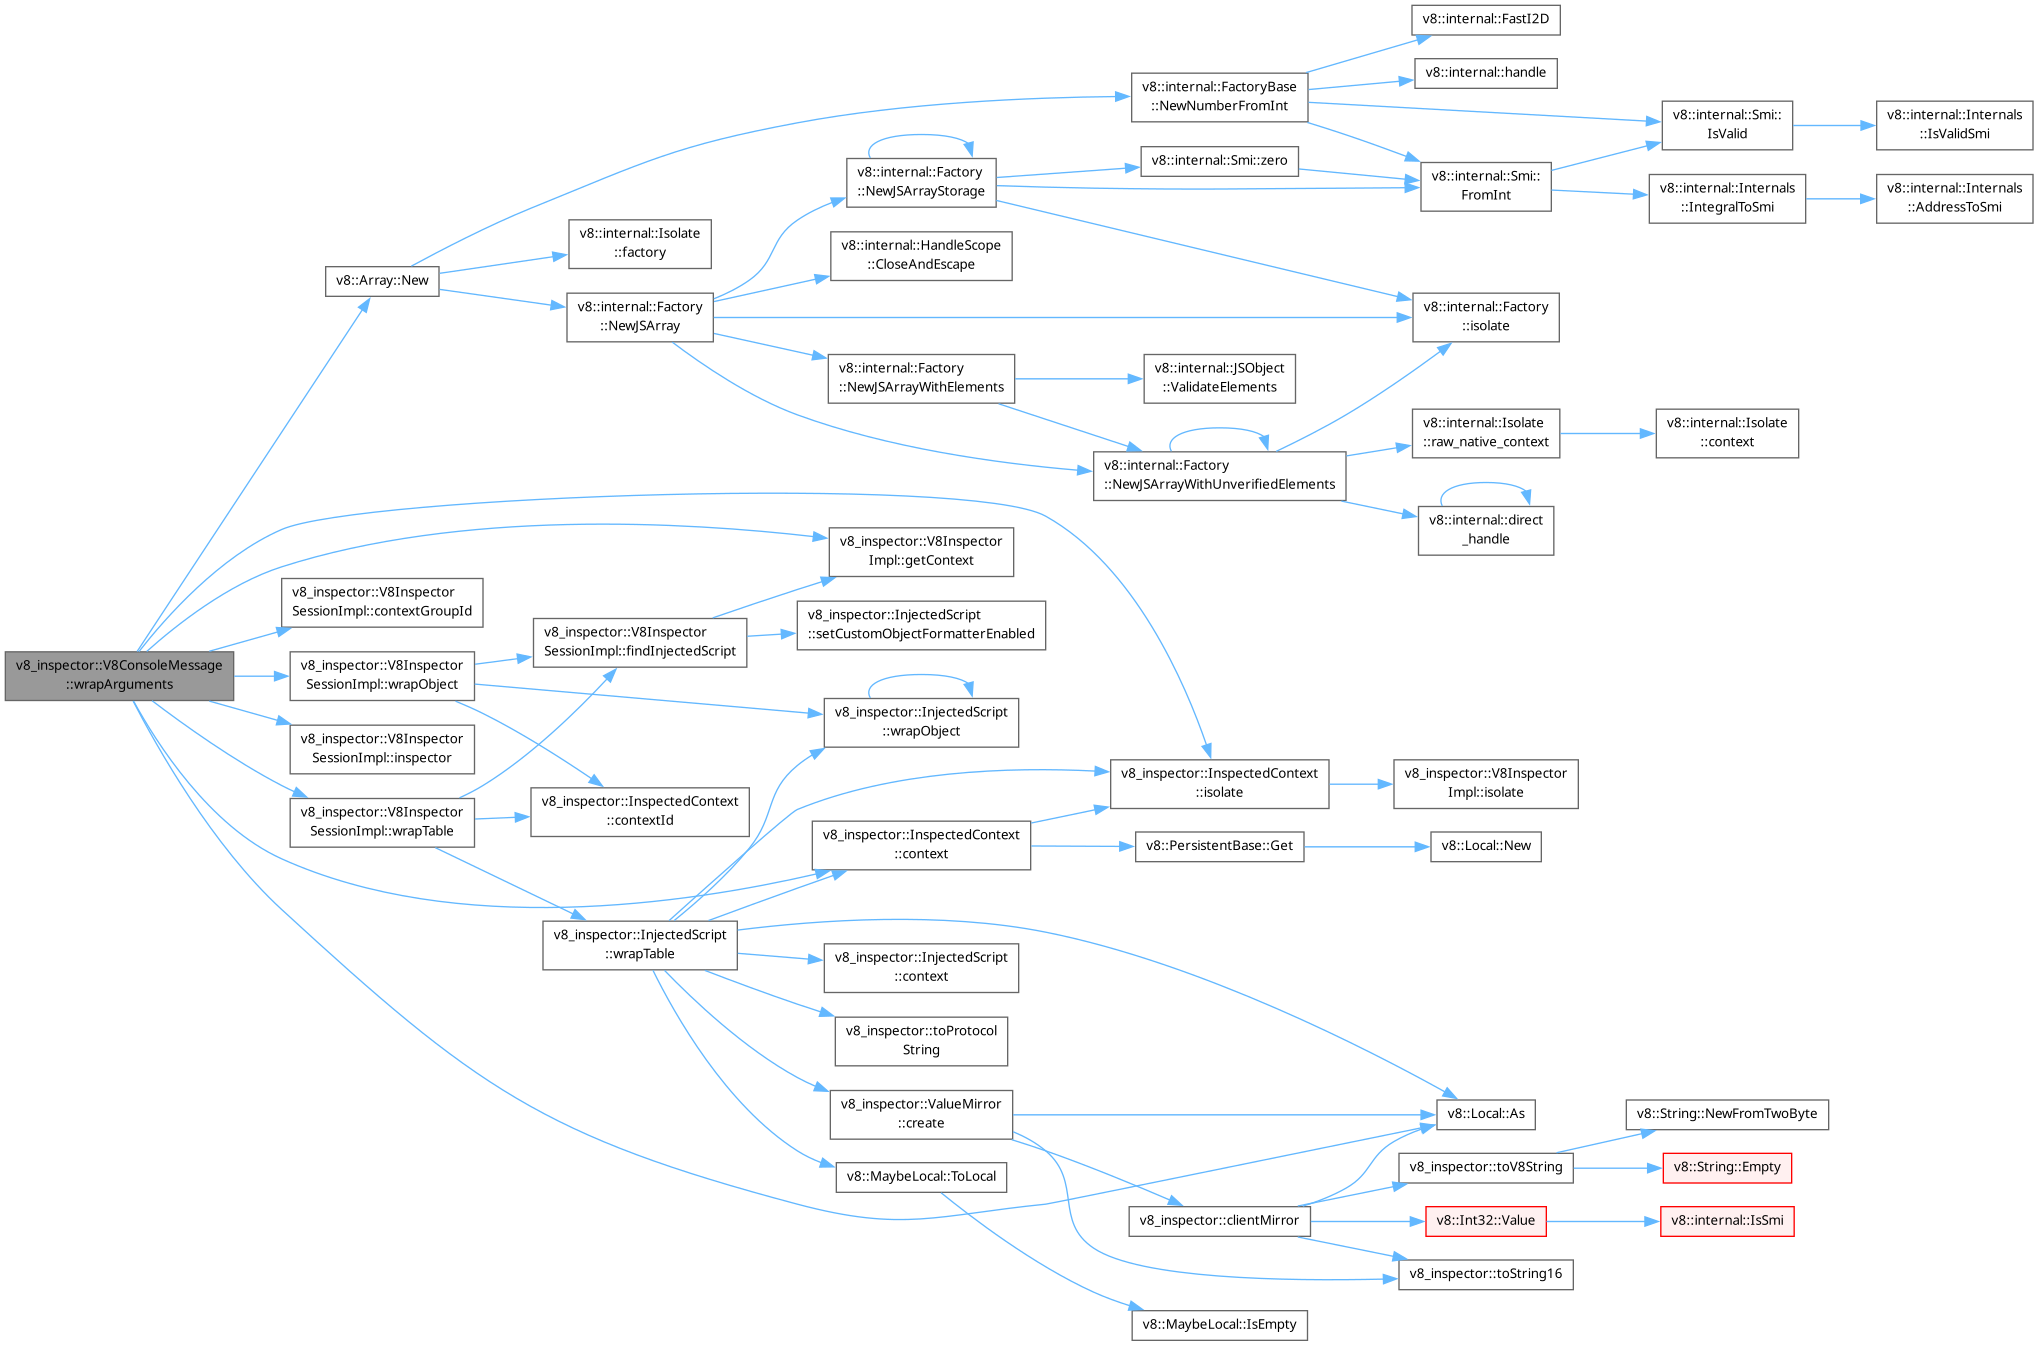 v8::internal::FastI2D
v8::internal::handle
v8::internal::FactoryBase
::NewNumberFromInt
v8::internal::Smi::
IsValid
v8::internal::Internals
::IsValidSmi
v8::internal::Smi::zero
v8::internal::Factory
::NewJSArrayStorage
v8::internal::Smi::
FromInt
v8::internal::Internals
::IntegralToSmi
v8::internal::Internals
::AddressToSmi
v8::internal::Isolate
::factory
v8::internal::HandleScope
::CloseAndEscape
v8::Array::New
v8::internal::Factory
::NewJSArray
v8::internal::Factory
::isolate
v8::internal::Factory
::NewJSArrayWithElements
v8::internal::JSObject
::ValidateElements
v8::internal::Isolate
::raw_native_context
v8::internal::Isolate
::context
v8::internal::Factory
::NewJSArrayWithUnverifiedElements
v8::internal::direct
_handle
v8_inspector::V8Inspector
Impl::getContext
v8_inspector::V8Inspector
SessionImpl::contextGroupId
v8_inspector::InjectedScript
::setCustomObjectFormatterEnabled
v8_inspector::V8Inspector
SessionImpl::findInjectedScript
v8_inspector::V8ConsoleMessage
::wrapArguments
v8_inspector::V8Inspector
SessionImpl::wrapObject
v8_inspector::InjectedScript
::wrapObject
v8_inspector::V8Inspector
SessionImpl::inspector
v8_inspector::InspectedContext
::isolate
v8_inspector::V8Inspector
Impl::isolate
v8_inspector::InspectedContext
::contextId
v8_inspector::V8Inspector
SessionImpl::wrapTable
v8_inspector::InspectedContext
::context
v8::PersistentBase::Get
v8::Local::New
v8_inspector::InjectedScript
::wrapTable
v8_inspector::InjectedScript
::context
v8_inspector::toProtocol
String
v8_inspector::ValueMirror
::create
v8::Local::As
v8::String::NewFromTwoByte
v8::MaybeLocal::ToLocal
v8_inspector::toV8String
v8::String::Empty
v8_inspector::clientMirror
v8::Int32::Value
v8::internal::IsSmi
v8_inspector::toString16
v8::MaybeLocal::IsEmpty